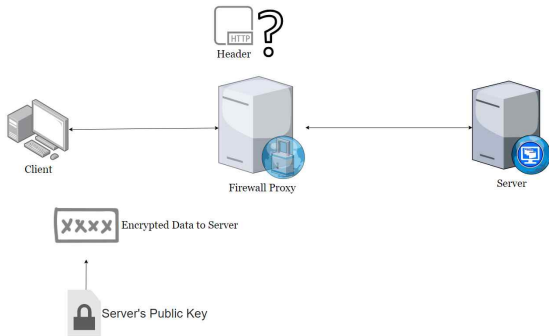 HTTP
?
Header
Client
Firewall Proxy
Server
XXXX
Encrypted Data to Server
Server's Public Key